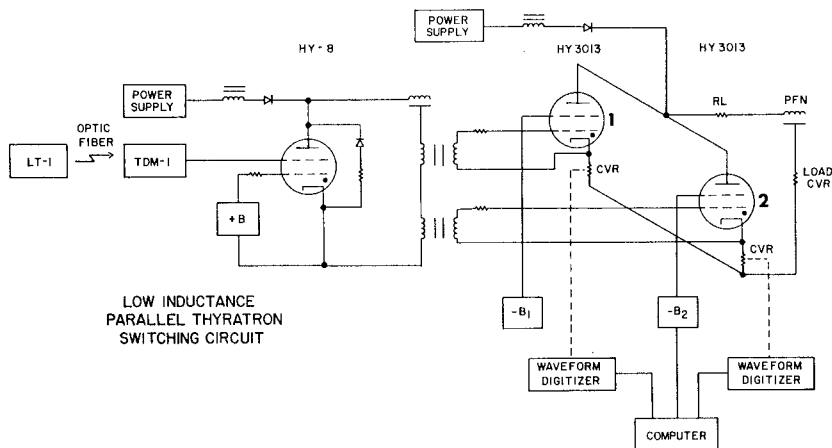 POWER
SUPPLY
HY-8
HY 3013
HY 3013
POWER
SUPPLY
OPTIC
FIBER
LT-1
TDM-1
+B
1
CVR
RL
PFN
LOAD
CVR
2
CVR
-B1
-B2
LOW INDUCTANCE
PARALLEL THYRATRON
SWITCHING CIRCUIT
WAVEFORM
DIGITIZER
WAVEFORM
DIGITIZER
COMPUTER